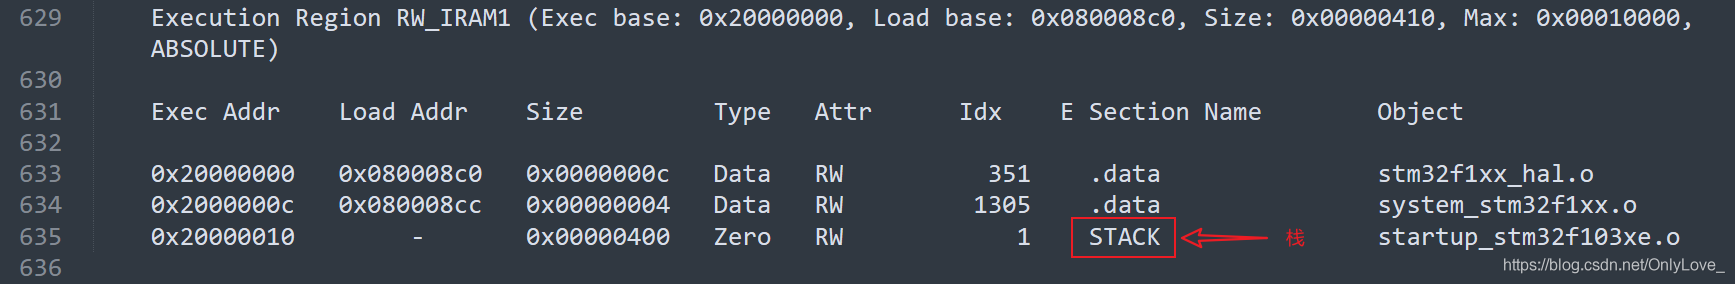 629 Execution Region RW_IRAM1 (Exec base: 0x20000000, Load base: 0x080008c0, Size: 0x00000410, Max: 0x00010000,
ABSOLUTE)
630
631 Exec Addr Load Addr Size Type Attr Idx E Section Name Object
632
633 0x20000000 0x080008c0 0x0000000c Data RW 351 .data stm32f1xx_hal.o
634 0x2000000c 0x080008cc 0x00000004 Data RW 1305 .data system_stm32f1xx.o
635 0x20000010 - 0x00000400 Zero RW 1 STACK 栈 startup_stm32f103xe.o
636
https://blog.csdn.net/OnlyLove_